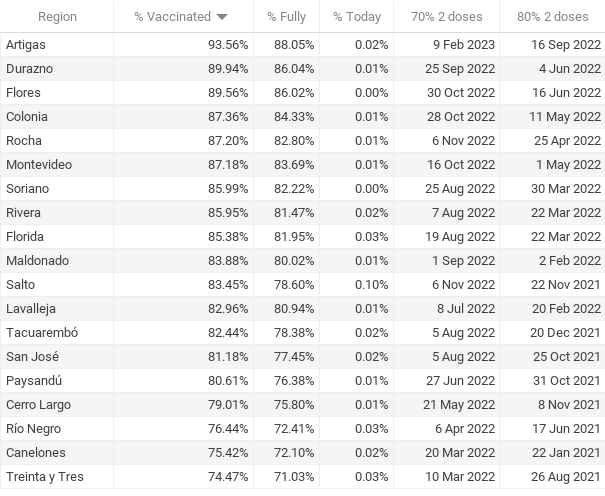 Region % Vaccinated % Fully % Today 70% 2 doses 80% 2 doses
Artigas 93.56% 88.05% 0.02% 9 Feb 2023 16 Sep 2022
Durazno 89.94% 86.04% 0.01% 25 Sep 2022 4 Jun 2022
Flores 89.56% 86.02% 0.00% 30 Oct 2022 16 Jun 2022
Colonia 87.36% 84.33% 0.01% 28 Oct 2022 11 May 2022
Rocha 87.20% 82.80% 0.01% 6 Nov 2022 25 Apr 2022
Montevideo 87.18% 83.69% 0.01% 16 Oct 2022 1 May 2022
Soriano 85.99% 82.22% 0.00% 25 Aug 2022 30 Mar 2022
Rivera 85.95% 81.47% 0.02% 7 Aug 2022 22 Mar 2022
Florida 85.38% 81.95% 0.03% 19 Aug 2022 22 Mar 2022
Maldonado 83.88% 80.02% 0.01% 1 Sep 2022 2 Feb 2022
Salto 83.45% 78.60% 0.10% 6 Nov 2022 22 Nov 2021
Lavalleja 82.96% 80.94% 0.01% 8 Jul 2022 20 Feb 2022
Tacuarembó 82.44% 78.38% 0.02% 5 Aug 2022 20 Dec 2021
San José 81.18% 77.45% 0.02% 5 Aug 2022 25 Oct 2021
Paysandú 80.61% 76.38% 0.01% 27 Jun 2022 31 Oct 2021
Cerro Largo 79.01% 75.80% 0.01% 21 May 2022 8 Nov 2021
Río Negro 76.44% 72.41% 0.03% 6 Apr 2022 17 Jun 2021
Canelones 75.42% 72.10% 0.02% 20 Mar 2022 22 Jan 2021
Treinta y Tres 74.47% 71.03% 0.03% 10 Mar 2022 26 Aug 2021